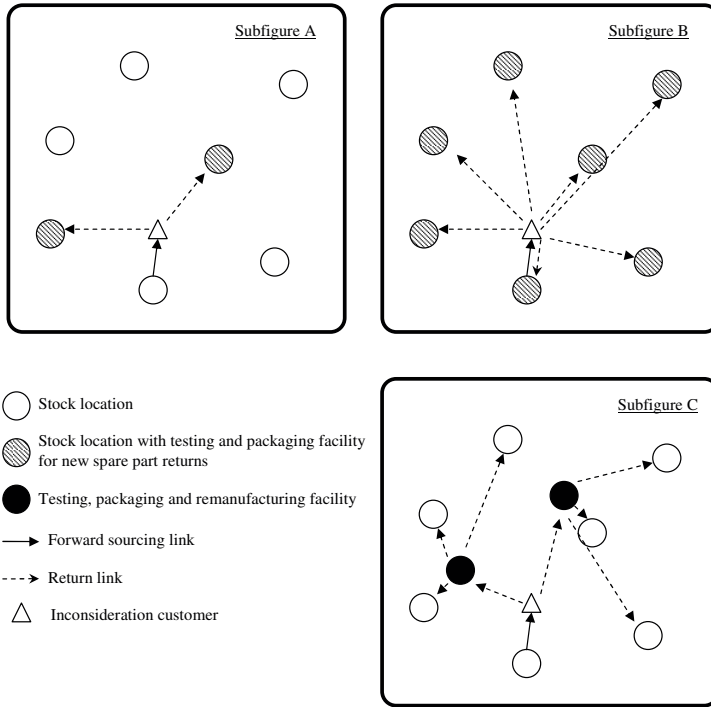 Subfigure A
Subfigure B
Stock location
Stock location with testing and packaging facility
for new spare part returns
Testing, packaging and remanufacturing facility
Forward sourcing link
Return link
Inconsideration customer
Subfigure C